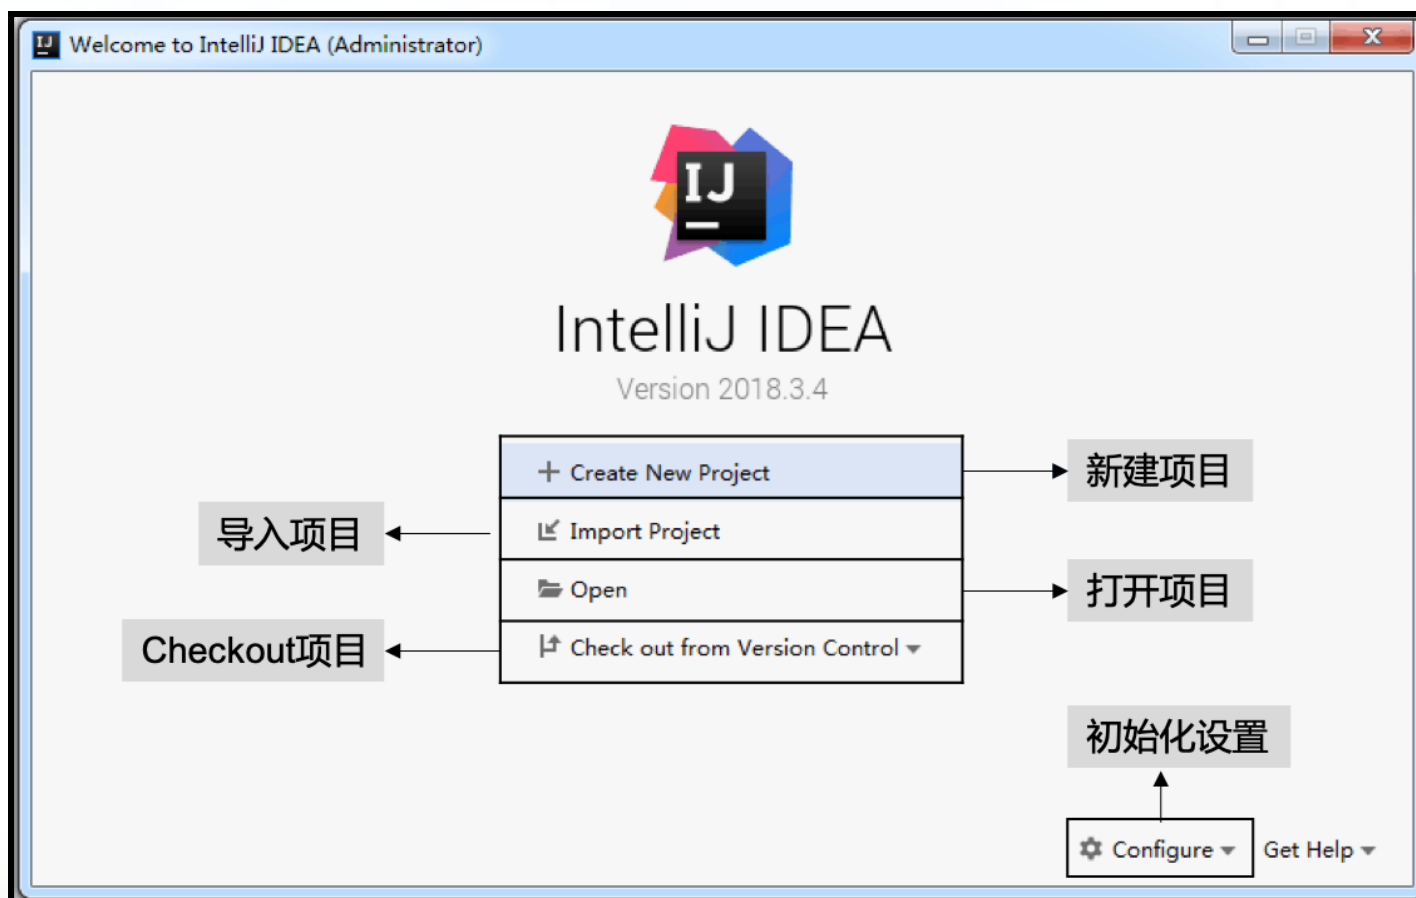 Welcome to IntelliJ IDEA (Administrator)
IJ
IntelliJ IDEA
Version 2018.3.4
Create New Project
新建项目
导入项目
Import Project
Open
打开项目
Checkout项目
Check out from Version Control
初始化设置
Configure
Get Help